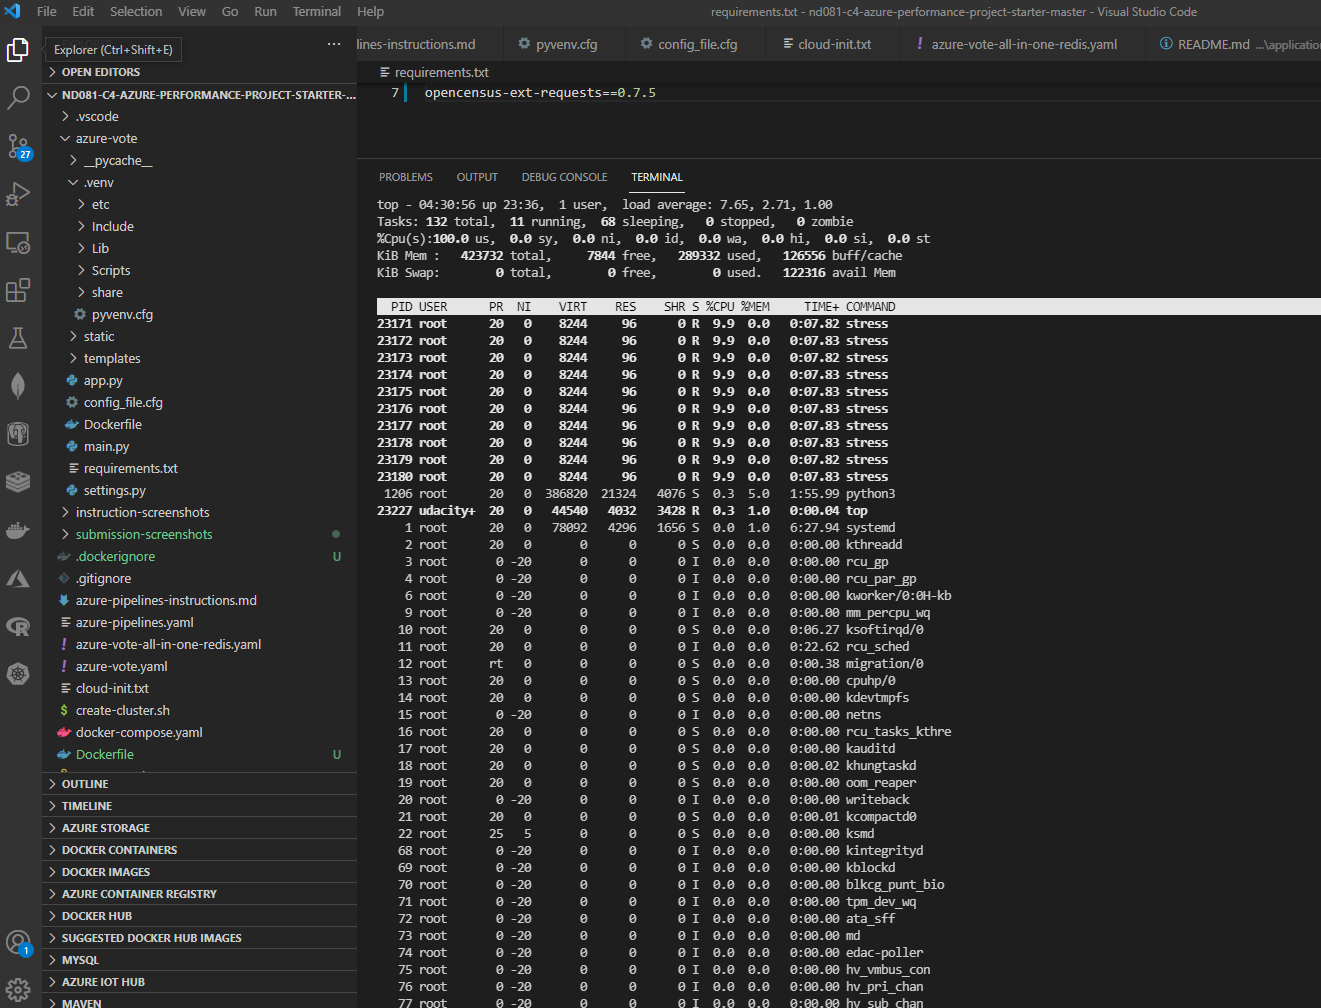 File Edit Selection View Go Run Terminal Help requirements.txt - nd081-c4-azure-performance-project-starter-master - Visual Studio Code
Explorer (Ctrl+Shift+E) ...
lines-instructions.md pyvenv.cfg config_file.cfg cloud-init.txt ! azure-vote-all-in-one-redis.yaml README.md ...\application
OPEN EDITORS
ND081-C4-AZURE-PERFORMANCE-PROJECT-STARTER-...
.vscode
azure-vote
__pycache__
.venv
etc
Include
Lib
Scripts
share
pyvenv.cfg
static
templates
app.py
config_file.cfg
Dockerfile
main.py
requirements.txt
settings.py
instruction-screenshots
submission-screenshots
.dockerignore U
.gitignore
azure-pipelines-instructions.md
azure-pipelines.yaml
! azure-vote-all-in-one-redis.yaml
! azure-vote.yaml
cloud-init.txt
$ create-cluster.sh
docker-compose.yaml
Dockerfile U
OUTLINE
TIMELINE
AZURE STORAGE
DOCKER CONTAINERS
DOCKER IMAGES
AZURE CONTAINER REGISTRY
DOCKER HUB
SUGGESTED DOCKER HUB IMAGES
MYSQL
AZURE IOT HUB
MAVEN
27
1
requirements.txt
7 opencensus-ext-requests==0.7.5
PROBLEMS OUTPUT DEBUG CONSOLE TERMINAL
top - 04:30:56 up 23:36, 1 user, load average: 7.65, 2.71, 1.00
Tasks: 132 total, 11 running, 68 sleeping, 0 stopped, 0 zombie
%Cpu(s):100.0 us, 0.0 sy, 0.0 ni, 0.0 id, 0.0 wa, 0.0 hi, 0.0 si, 0.0 st
KiB Mem : 423732 total, 7844 free, 289332 used, 126556 buff/cache
KiB Swap: 0 total, 0 free, 0 used. 122316 avail Mem
PID USER PR NI VIRT RES SHR S %CPU %MEM TIME+ COMMAND
23171 root 20 0 8244 96 0 R 9.9 0.0 0:07.82 stress
23172 root 20 0 8244 96 0 R 9.9 0.0 0:07.83 stress
23173 root 20 0 8244 96 0 R 9.9 0.0 0:07.82 stress
23174 root 20 0 8244 96 0 R 9.9 0.0 0:07.83 stress
23175 root 20 0 8244 96 0 R 9.9 0.0 0:07.83 stress
23176 root 20 0 8244 96 0 R 9.9 0.0 0:07.83 stress
23177 root 20 0 8244 96 0 R 9.9 0.0 0:07.83 stress
23178 root 20 0 8244 96 0 R 9.9 0.0 0:07.83 stress
23179 root 20 0 8244 96 0 R 9.9 0.0 0:07.82 stress
23180 root 20 0 8244 96 0 R 9.9 0.0 0:07.83 stress
1206 root 20 0 386820 21324 4076 S 0.3 5.0 1:55.99 python3
23227 udacity+ 20 0 44540 4032 3428 R 0.3 1.0 0:00.04 top
1 root 20 0 78092 4296 1656 S 0.0 1.0 6:27.94 systemd
2 root 20 0 0 0 0 S 0.0 0.0 0:00.00 kthreadd
3 root 0 -20 0 0 0 I 0.0 0.0 0:00.00 rcu_gp
4 root 0 -20 0 0 0 I 0.0 0.0 0:00.00 rcu_par_gp
6 root 0 -20 0 0 0 I 0.0 0.0 0:00.00 kworker/0:0H-kb
9 root 0 -20 0 0 0 I 0.0 0.0 0:00.00 mm_percpu_wq
10 root 20 0 0 0 0 S 0.0 0.0 0:06.27 ksoftirqd/0
11 root 20 0 0 0 0 I 0.0 0.0 0:22.62 rcu_sched
12 root rt 0 0 0 0 S 0.0 0.0 0:00.38 migration/0
13 root 20 0 0 0 0 S 0.0 0.0 0:00.00 cpuhp/0
14 root 20 0 0 0 0 S 0.0 0.0 0:00.00 kdevtmpfs
15 root 0 -20 0 0 0 I 0.0 0.0 0:00.00 netns
16 root 20 0 0 0 0 S 0.0 0.0 0:00.00 rcu_tasks_kthre
17 root 20 0 0 0 0 S 0.0 0.0 0:00.00 kauditd
18 root 20 0 0 0 0 S 0.0 0.0 0:00.02 khungtaskd
19 root 20 0 0 0 0 S 0.0 0.0 0:00.00 oom_reaper
20 root 0 -20 0 0 0 I 0.0 0.0 0:00.00 writeback
21 root 20 0 0 0 0 S 0.0 0.0 0:00.01 kcompactd0
22 root 25 5 0 0 0 S 0.0 0.0 0:00.00 ksmd
68 root 0 -20 0 0 0 I 0.0 0.0 0:00.00 kintegrityd
69 root 0 -20 0 0 0 I 0.0 0.0 0:00.00 kblockd
70 root 0 -20 0 0 0 I 0.0 0.0 0:00.00 blkcg_punt_bio
71 root 0 -20 0 0 0 I 0.0 0.0 0:00.00 tpm_dev_wq
72 root 0 -20 0 0 0 I 0.0 0.0 0:00.00 ata_sff
73 root 0 -20 0 0 0 I 0.0 0.0 0:00.00 md
74 root 0 -20 0 0 0 I 0.0 0.0 0:00.00 edac-poller
75 root 0 -20 0 0 0 I 0.0 0.0 0:00.00 hv_vmbus_con
76 root 0 -20 0 0 0 I 0.0 0.0 0:00.00 hv_pri_chan
77 root 0 -20 0 0 0 I 0.0 0.0 0:00.00 hv_sub_chan